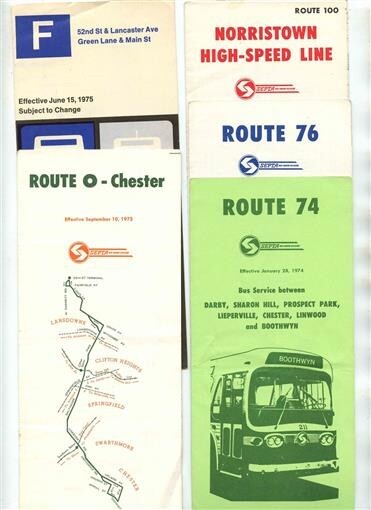 F
52nd St & Lancaster Ave
Green Lane & Main St
Effective June 15, 1975
Subject to Change
ROUTE 100
NORRISTOWN
HIGH-SPEED LINE
SEPTA
ROUTE 76
SEPTA
ROUTE O - Chester
Effective September 10, 1973
SEPTA
LANSDOWNE
CLIFTON HEIGHTS
SPRINGFIELD
SWARTHMORE
CHESTER
ROUTE 74
SEPTA
Effective January 28, 1974
Bus Service between
DARBY, SHARON HILL, PROSPECT PARK,
LIEPERVILLE, CHESTER, LINWOOD
and BOOTHWYN
BOOTHWYN
211